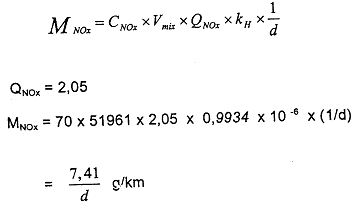 M NOx = C NOx × V mix × Q NOx × k H × 1/d
Q NOx = 2,05
M NOx = 70 x 51961 x 2,05 x 0,9934 x 10 -6 x (1/d)
= 7,41/d g/km